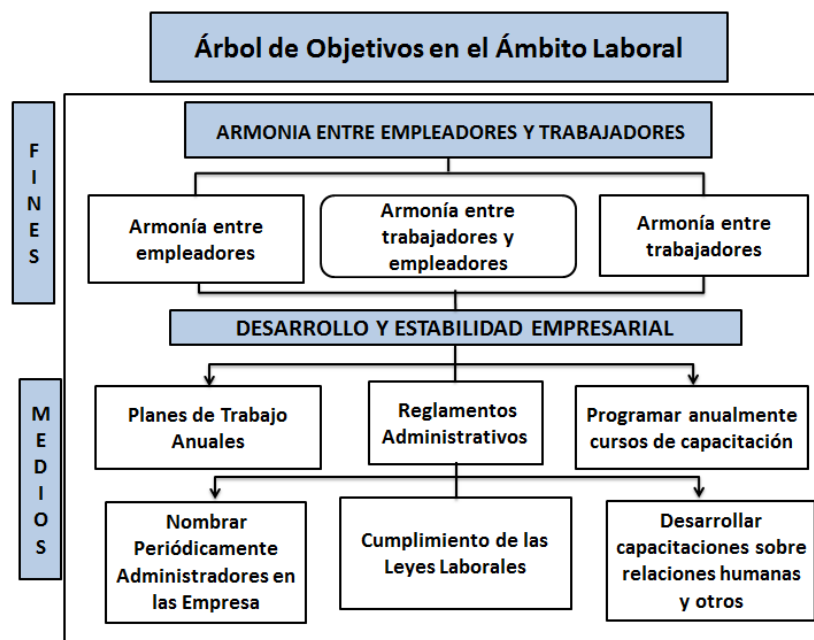 Árbol de Objetivos en el Ámbito Laboral
F
I
N
E
S
ARMONIA ENTRE EMPLEADORES Y TRABAJADORES
Armonía entre
empleadores
Armonía entre
trabajadores y
empleadores
Armonía entre
trabajadores
DESARROLLO Y ESTABILIDAD EMPRESARIAL
M
E
D
I
O
S
Planes de Trabajo
Anuales
Reglamentos
Administrativos
Programar anualmente
cursos de capacitación
Nombrar
Periódicamente
Administradores en
las Empresa
Cumplimiento de las
Leyes Laborales
Desarrollar
capacitaciones sobre
relaciones humanas
y otros